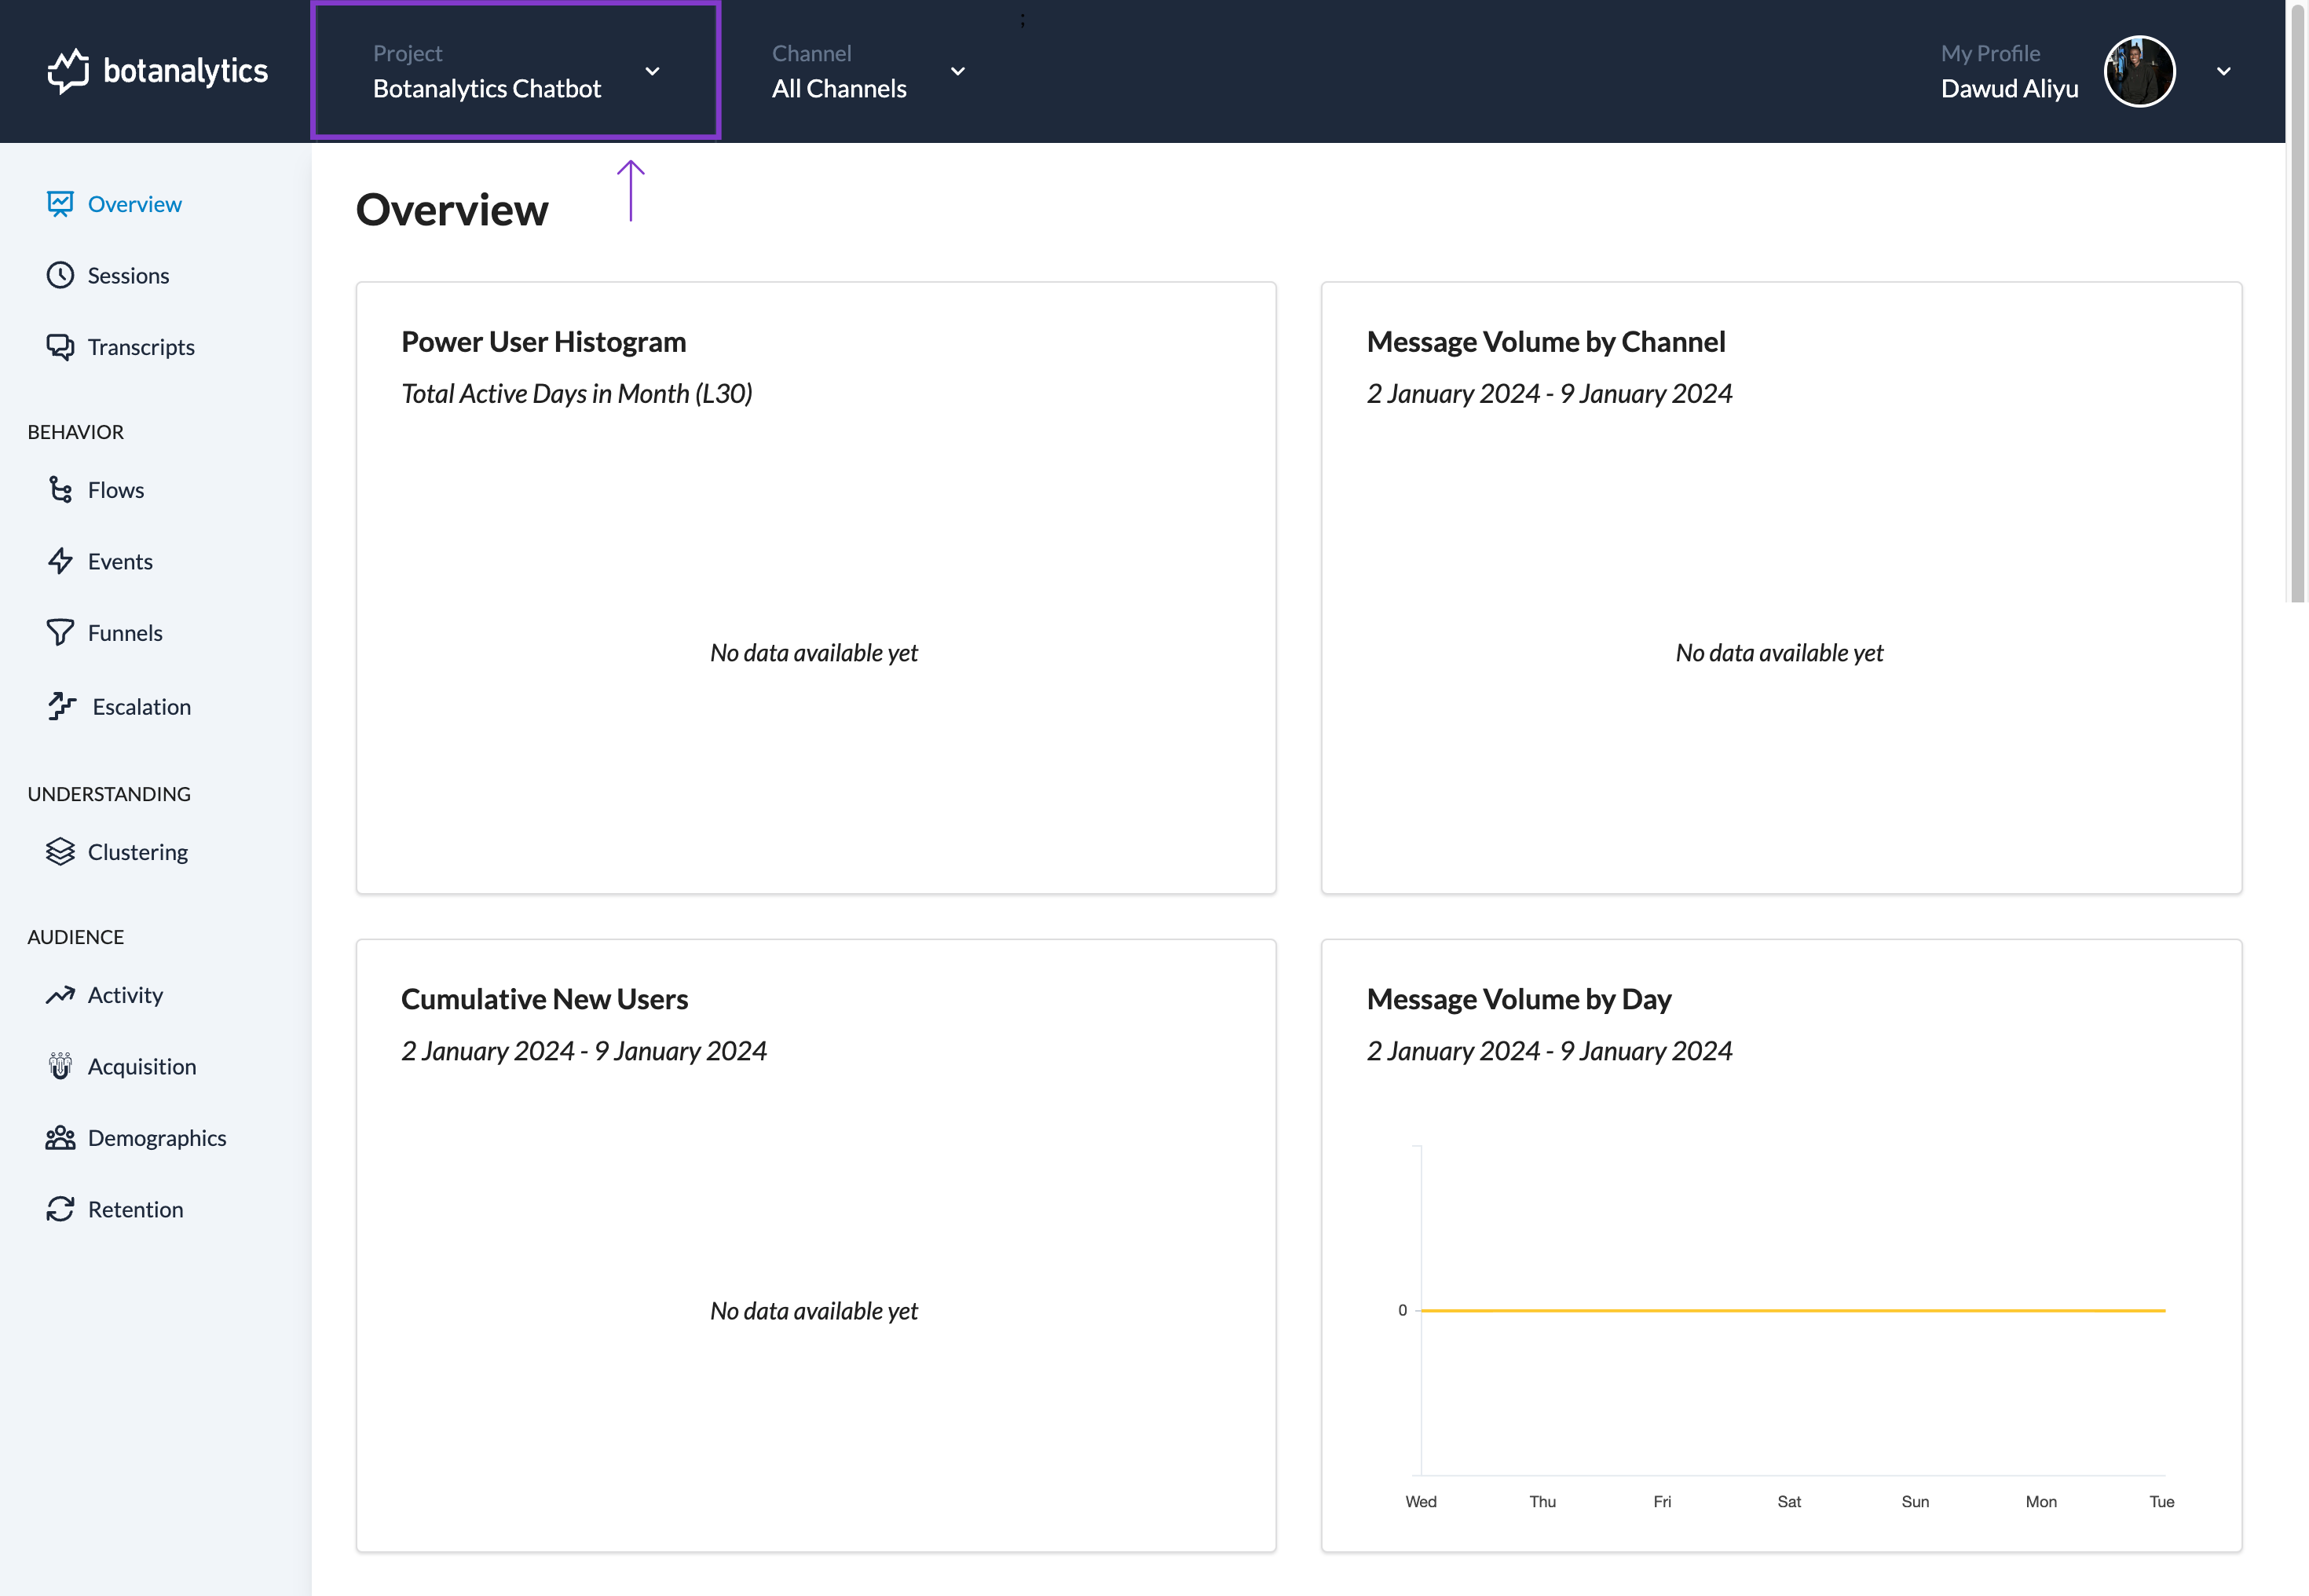 botanalytics
Project
Botanalytics Chatbot
Channel
All Channels
;
My Profile
Dawud Aliyu
Overview
Sessions
Transcripts
BEHAVIOR
Flows
Events
Funnels
Escalation
UNDERSTANDING
Clustering
AUDIENCE
Activity
Acquisition
Demographics
Retention
Overview
Power User Histogram
Total Active Days in Month (L30)
No data available yet
Message Volume by Channel
2 January 2024 - 9 January 2024
No data available yet
Cumulative New Users
2 January 2024 - 9 January 2024
No data available yet
Message Volume by Day
2 January 2024 - 9 January 2024
0
Wed Thu Fri Sat Sun Mon Tue